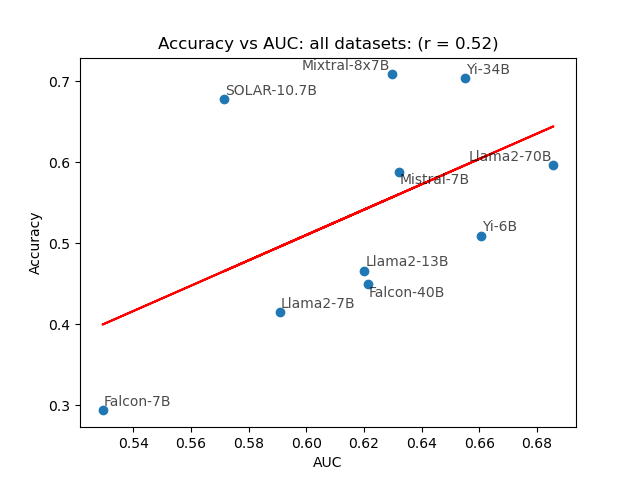 Accuracy vs AUC: all datasets: (r = 0.52)
Mixtral-8x7B
Yi-34B
SOLAR-10.7B
Llama2-70B
Mistral-7B
Yi-6B
Llama2-13B
Falcon-40B
Llama2-7B
Falcon-7B
0.7
0.6
0.5
0.4
0.3
Accuracy
0.54 0.56 0.58 0.60 0.62 0.64 0.66 0.68
AUC